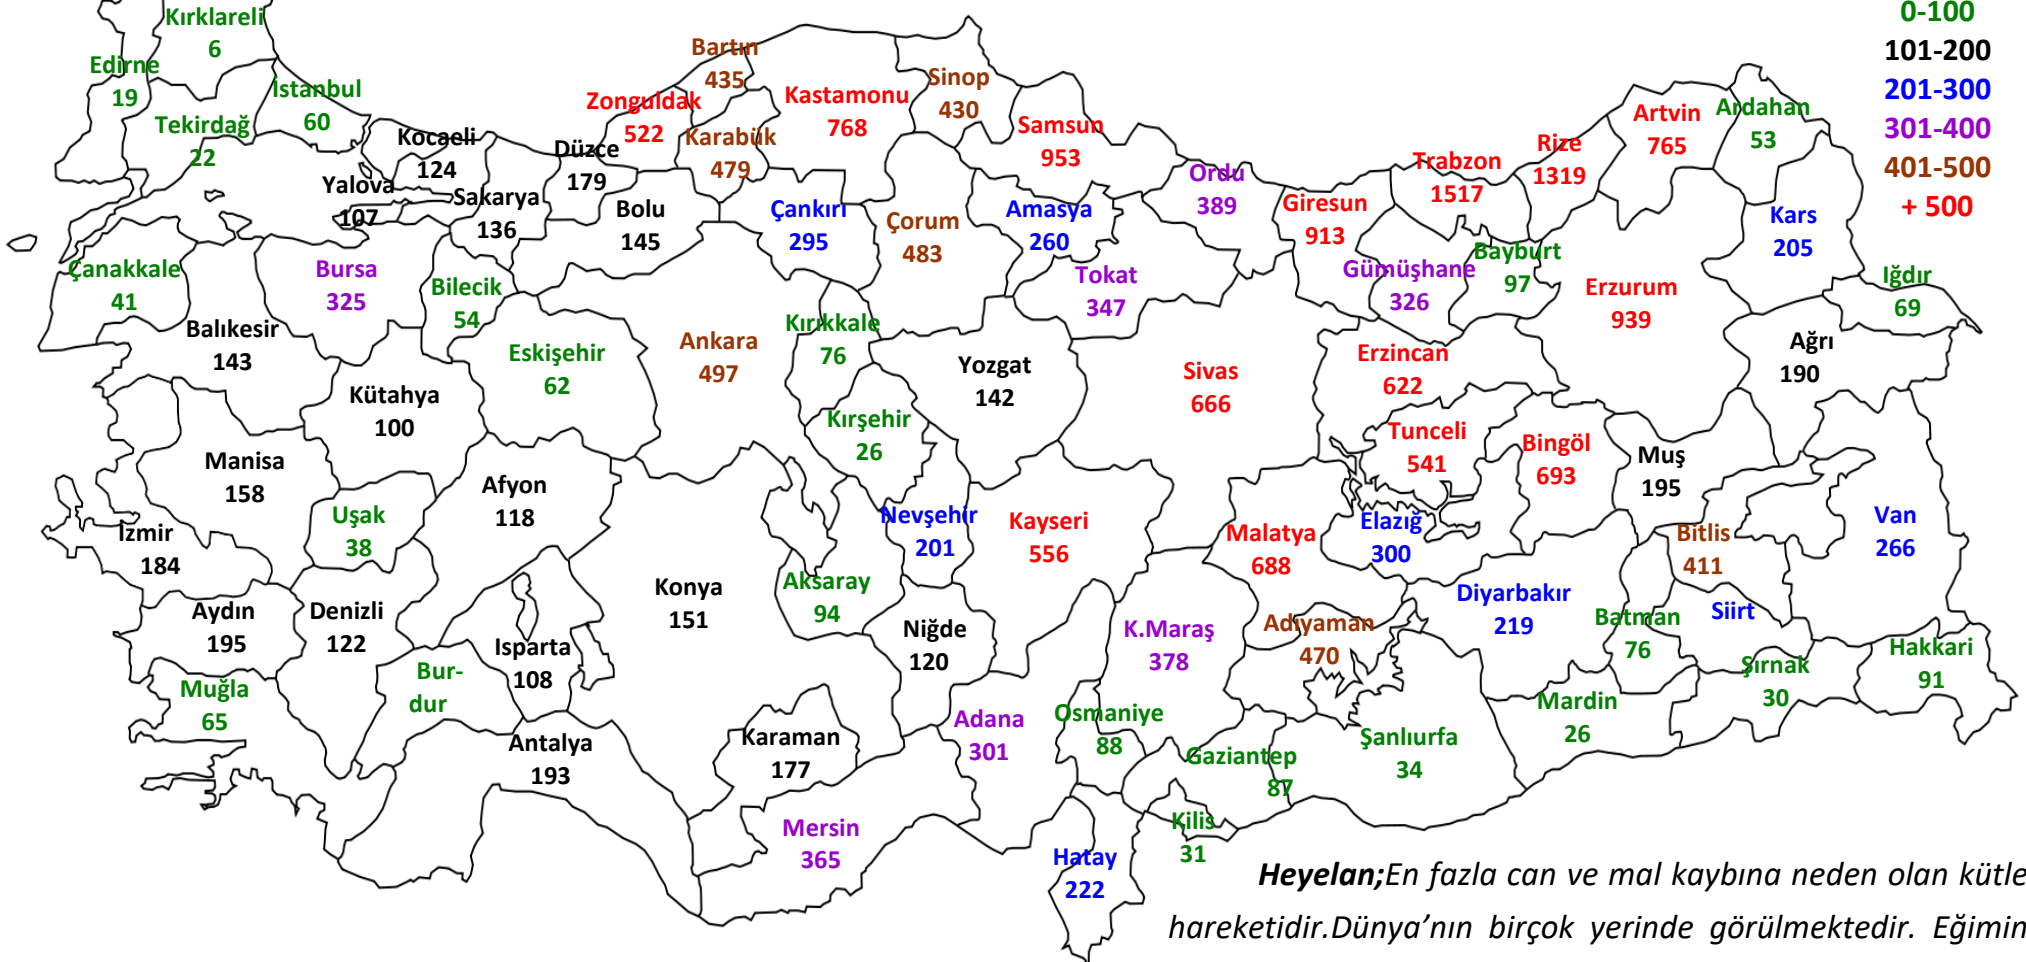 Kırklareli
6
Edirne
19
İstanbul
60
Tekirdağ
22
Kocaeli
124
Yalova
107
Sakarya
136
Düzce
179
Bolu
145
Zonguldak
522
Bartın
435
Karabük
479
Kastamonu
768
Sinop
430
Samsun
953
Çankırı
295
Çorum
483
Amasya
260
Ordu
389
Tokat
347
Giresun
913
Trabzon
1517
Rize
1319
Artvin
765
Ardahan
53
Kars
205
Gümüşhane
326
Bayburt
97
Erzurum
939
Iğdır
69
Ağrı
190
0-100
101-200
201-300
301-400
401-500
+ 500
Çanakkale
41
Balıkesir
143
Bursa
325
Bilecik
54
Eskişehir
62
Kütahya
100
Ankara
497
Kırıkkale
76
Kırşehir
26
Yozgat
142
Sivas
666
Erzincan
622
Tunceli
541
Bingöl
693
Muş
195
Manisa
158
İzmir
184
Uşak
38
Afyon
118
Konya
151
Aksaray
94
Nevşehir
201
Kayseri
556
Malatya
688
Elazığ
300
Bitlis
411
Van
266
Aydın
195
Denizli
122
Muğla
65
Bur-
dur
Isparta
108
Antalya
193
Karaman
177
Niğde
120
Mersin
365
Adana
301
Osmaniye
88
K.Maraş
378
Adıyaman
470
Diyarbakır
219
Batman
76
Siirt
Şırnak
30
Hakkari
91
Mardin
26
Şanlıurfa
34
Gaziantep
87
Kilis
31
Hatay
222
Heyelan;En fazla can ve mal kaybına neden olan kütle
hareketidir.Dünya’nın birçok yerinde görülmektedir. Eğimin